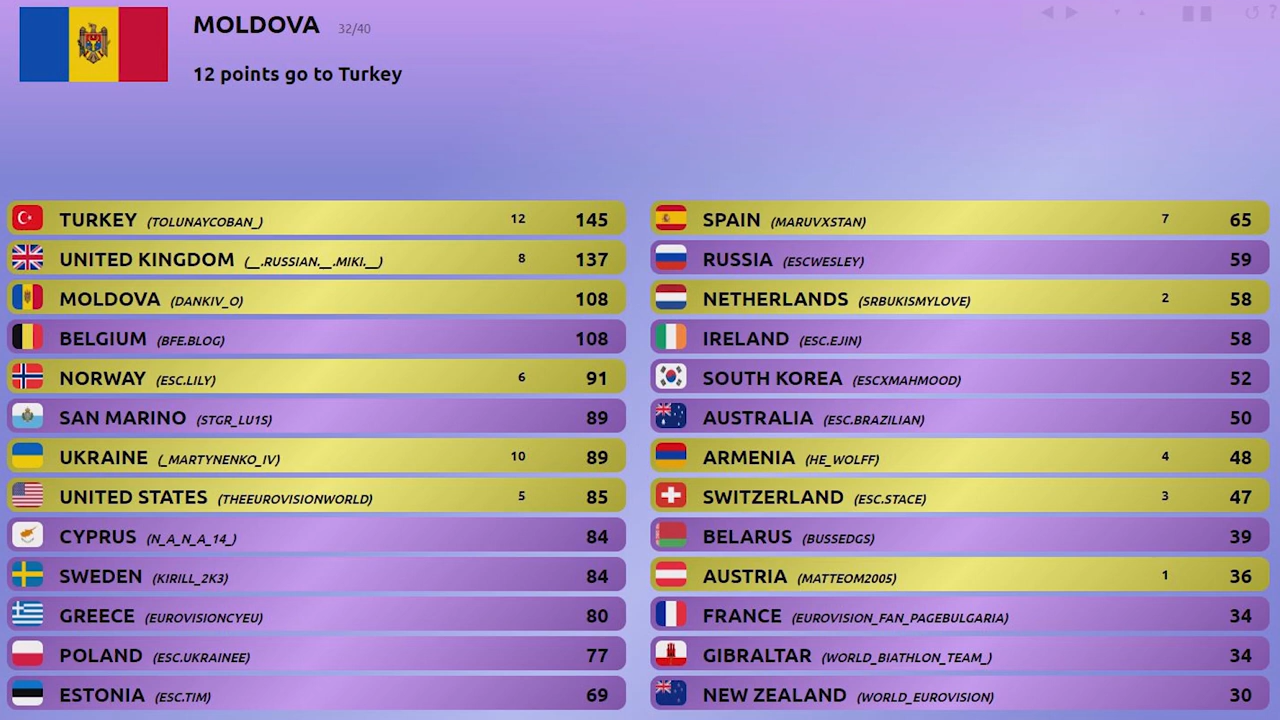 MOLDOVA 32/40
12 points go to Turkey
TURKEY (TOLUNAYCOBAN_) 12 145
UNITED KINGDOM (__.RUSSIAN.__.MIKI.__) 8 137
MOLDOVA (DANKIV_O) 108
BELGIUM (BFE.BLOG) 108
NORWAY (ESC.LILY) 6 91
SAN MARINO (STGR_LU1S) 89
UKRAINE (_MARTYNENKO_IV) 10 89
UNITED STATES (THEEUROVISIONWORLD) 5 85
CYPRUS (N_A_N_A_14_) 84
SWEDEN (KIRILL_2K3) 84
GREECE (EUROVISIONCYEU) 80
POLAND (ESC.UKRAINEE) 77
ESTONIA (ESC.TIM) 69
SPAIN (MARUVXSTAN) 7 65
RUSSIA (ESCWESLEY) 59
NETHERLANDS (SRBUKISMYLOVE) 2 58
IRELAND (ESC.EJIN) 58
SOUTH KOREA (ESCXMAHMOOD) 52
AUSTRALIA (ESC.BRAZILIAN) 50
ARMENIA (HE_WOLFF) 4 48
SWITZERLAND (ESC.STACE) 3 47
BELARUS (BUSSEDGS) 39
AUSTRIA (MATTEOM2005) 1 36
FRANCE (EUROVISION_FAN_PAGEBULGARIA) 34
GIBRALTAR (WORLD_BIATHLON_TEAM_) 34
NEW ZEALAND (WORLD_EUROVISION) 30